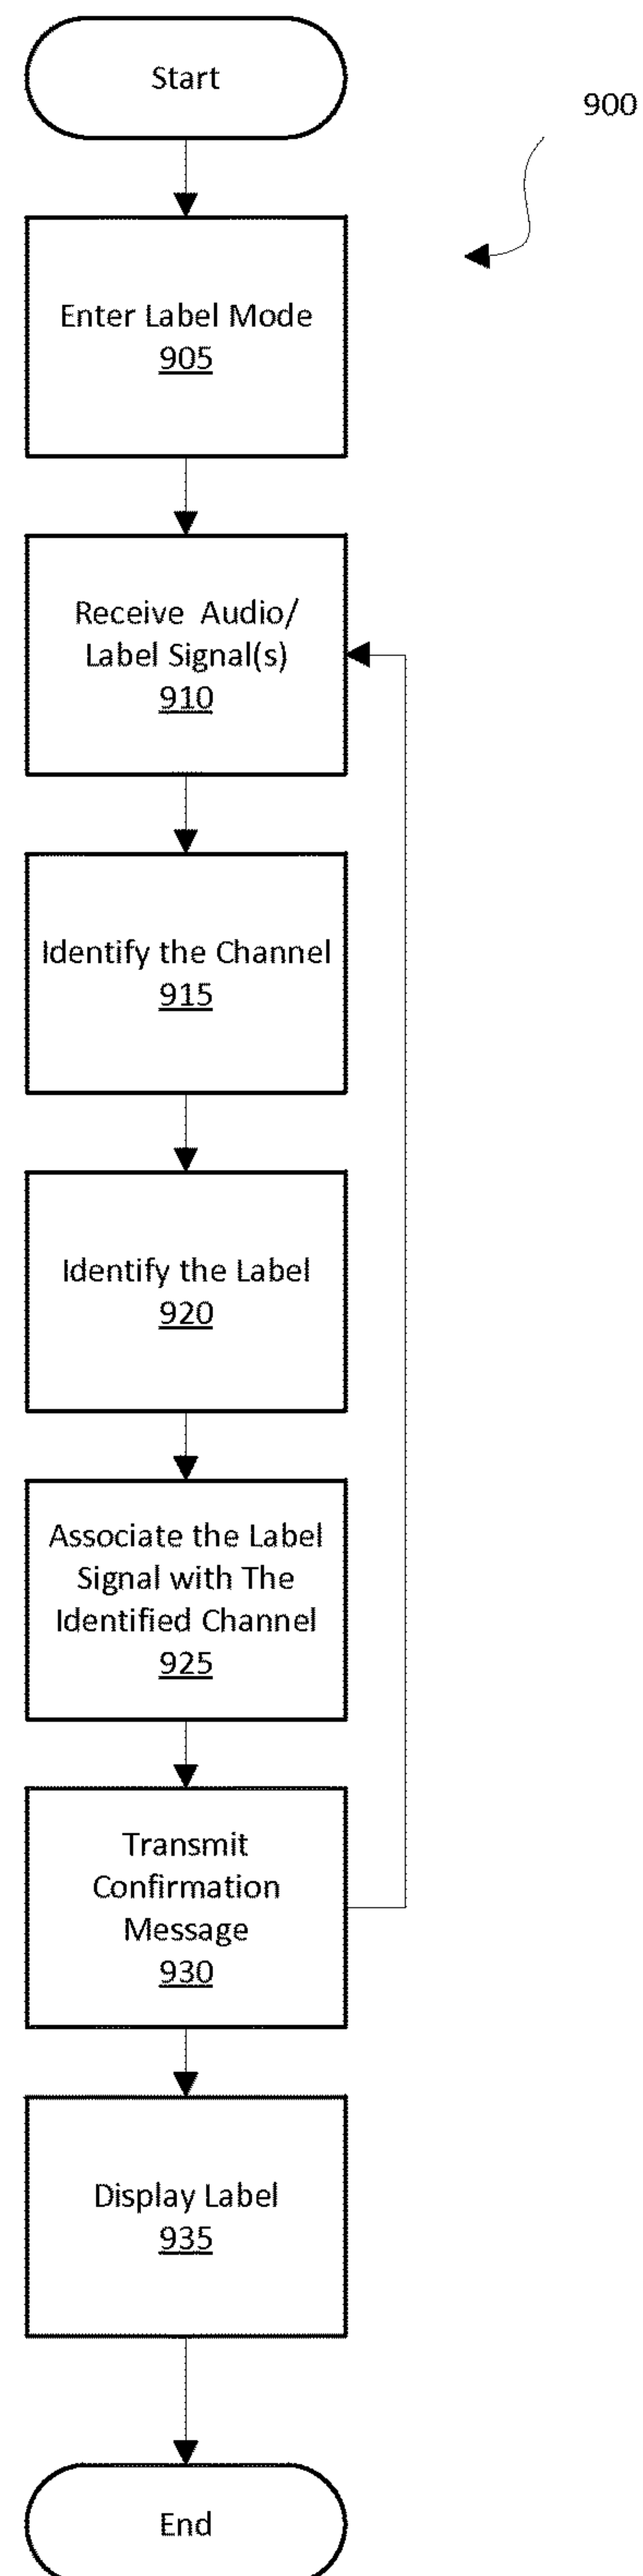 Start
900
Enter Label Mode
905
Receive Audio/
Label Signal(s)
910
Identify the Channel
915
Identify the Label
920
Associate the Label
Signal with The
Identified Channel
925
Transmit
Confirmation
Message
930
Display Label
935
End